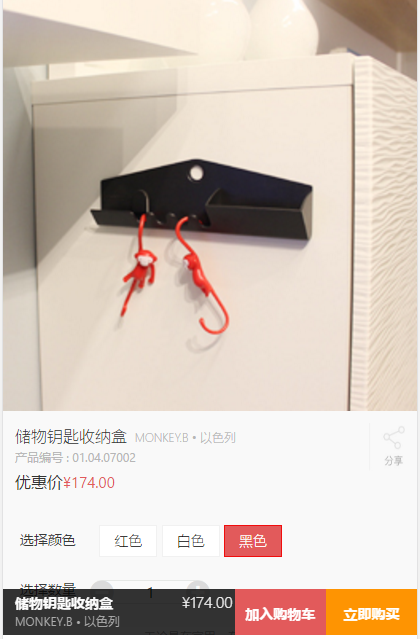 储物钥匙收纳盒 MONKEY.B • 以色列
产品编号 : 01.04.07002
分享
优惠价¥174.00
选择颜色 红色 白色 黑色
选择数量 1
储物钥匙收纳盒 ¥174.00
MONKEY.B • 以色列
加入购物车 立即购买